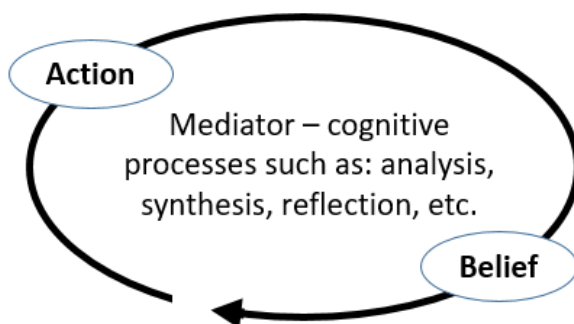 Action
Mediator – cognitive
processes such as: analysis,
synthesis, reflection, etc.
Belief